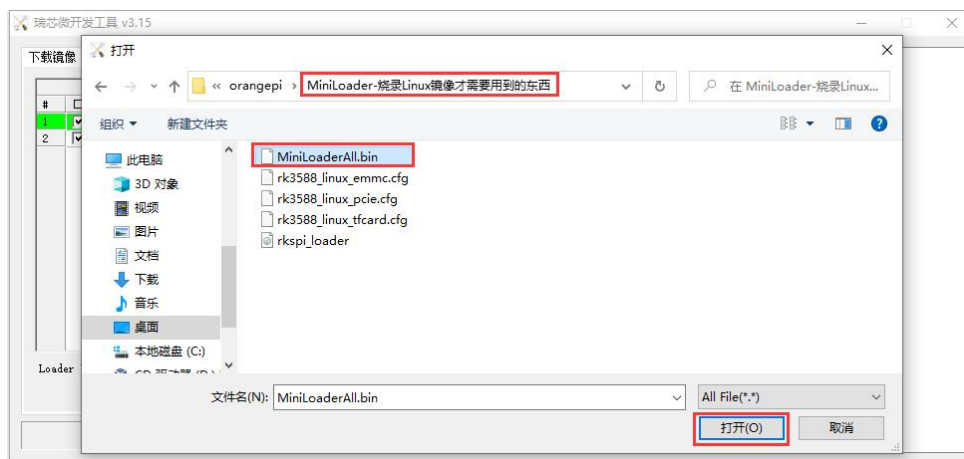 瑞芯微开发工具 v3.15
下载镜像
打开
« orangepi › MiniLoader-烧录Linux镜像才需要用到的东西
在 MiniLoader-烧录Linux...
组织
新建文件夹
#
1
2
此电脑
3D 对象
视频
图片
文档
下载
音乐
桌面
本地磁盘 (C:)
MiniLoaderAll.bin
rk3588_linux_emmc.cfg
rk3588_linux_pcie.cfg
rk3588_linux_tfcard.cfg
rkspi_loader
Loader
文件名(N): MiniLoaderAll.bin
All File(*.*)
打开(O)
取消